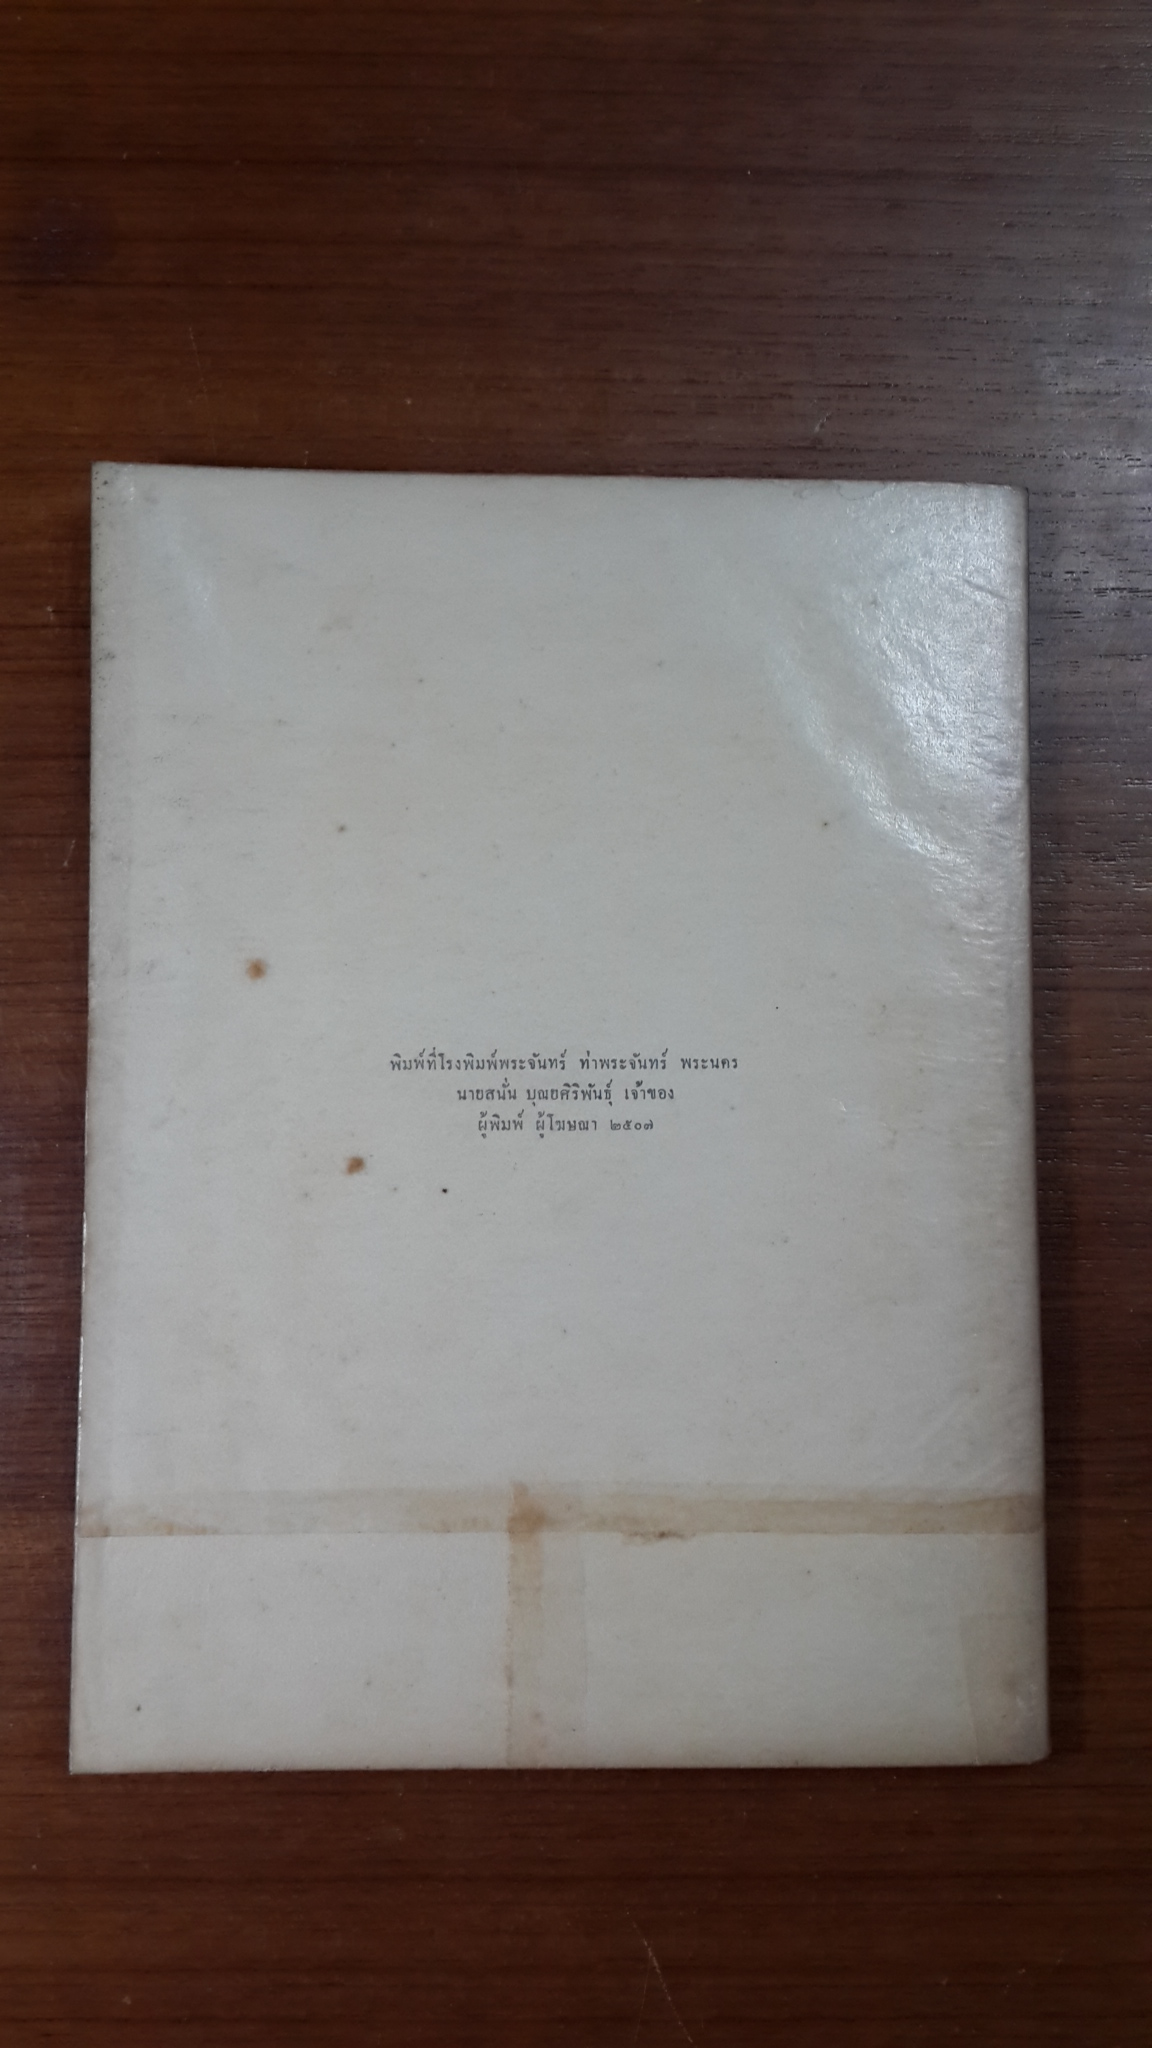 พิมพ์ที่โรงพิมพ์พระจันทร์ ท่าพระจันทร์ พระนคร
นายสนั่น บุณยศิริพันธุ์ เจ้าของ
ผู้พิมพ์ ผู้โฆษณา ๒๕๐๗